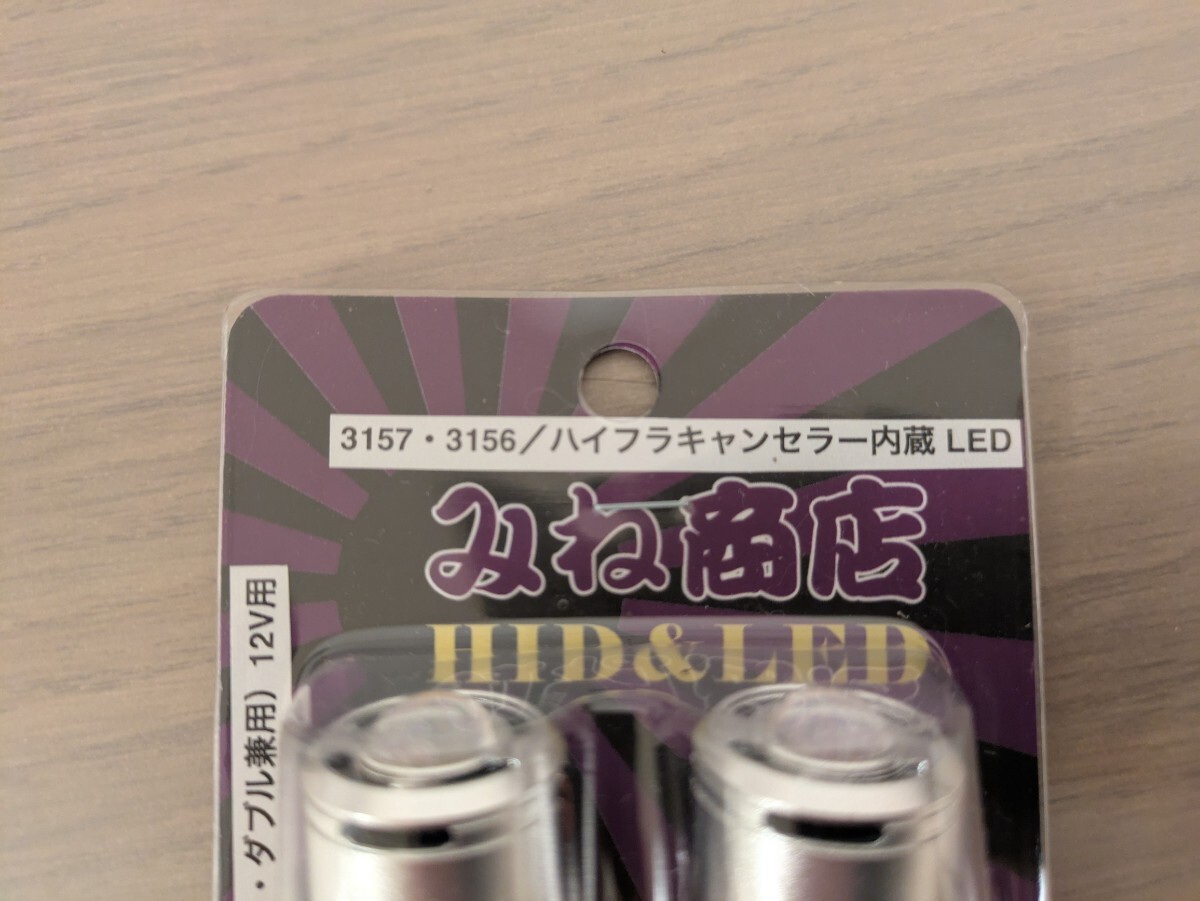 3157・3156／ハイフラキャンセラー内蔵 LED
みね商店
HID&LED
・ダブル兼用) 12V用